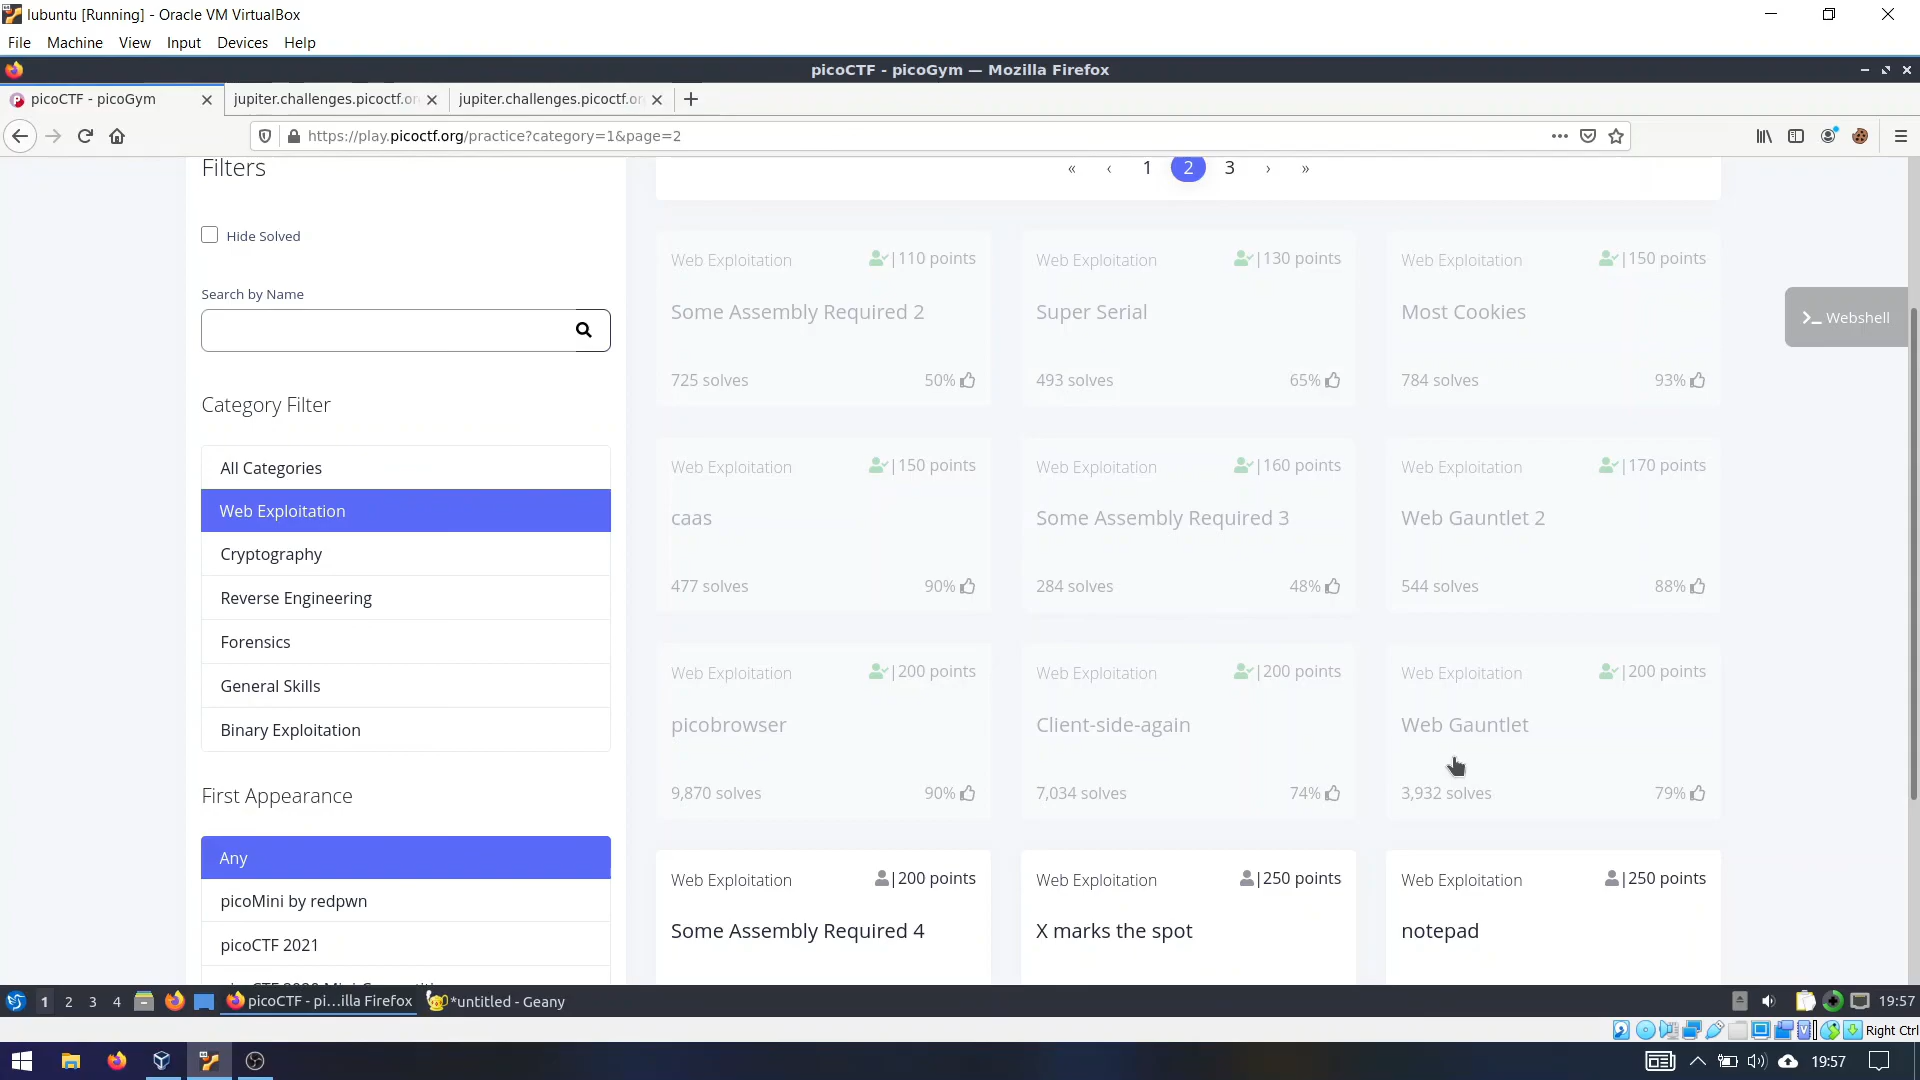 lubuntu [Running] - Oracle VM VirtualBox
File Machine View Input Devices Help
picoCTF - picoGym — Mozilla Firefox
picoCTF - picoGym
jupiter.challenges.picoctf.or
jupiter.challenges.picoctf.or
https://play.picoctf.org/practice?category=1&page=2
Filters
« ‹ 1 2 3 › »
Hide Solved
Search by Name
Category Filter
All Categories
Web Exploitation
Cryptography
Reverse Engineering
Forensics
General Skills
Binary Exploitation
First Appearance
Any
picoMini by redpwn
picoCTF 2021
Web Exploitation |110 points
Some Assembly Required 2
725 solves 50%
Web Exploitation |130 points
Super Serial
493 solves 65%
Web Exploitation |150 points
Most Cookies
784 solves 93%
Web Exploitation |150 points
caas
477 solves 90%
Web Exploitation |160 points
Some Assembly Required 3
284 solves 48%
Web Exploitation |170 points
Web Gauntlet 2
544 solves 88%
Web Exploitation |200 points
picobrowser
9,870 solves 90%
Web Exploitation |200 points
Client-side-again
7,034 solves 74%
Web Exploitation |200 points
Web Gauntlet
3,932 solves 79%
Web Exploitation |200 points
Some Assembly Required 4
Web Exploitation |250 points
X marks the spot
Web Exploitation |250 points
notepad
Webshell
1 2 3 4
picoCTF - pi...illa Firefox
*untitled - Geany
19:57
Right Ctrl
19:57